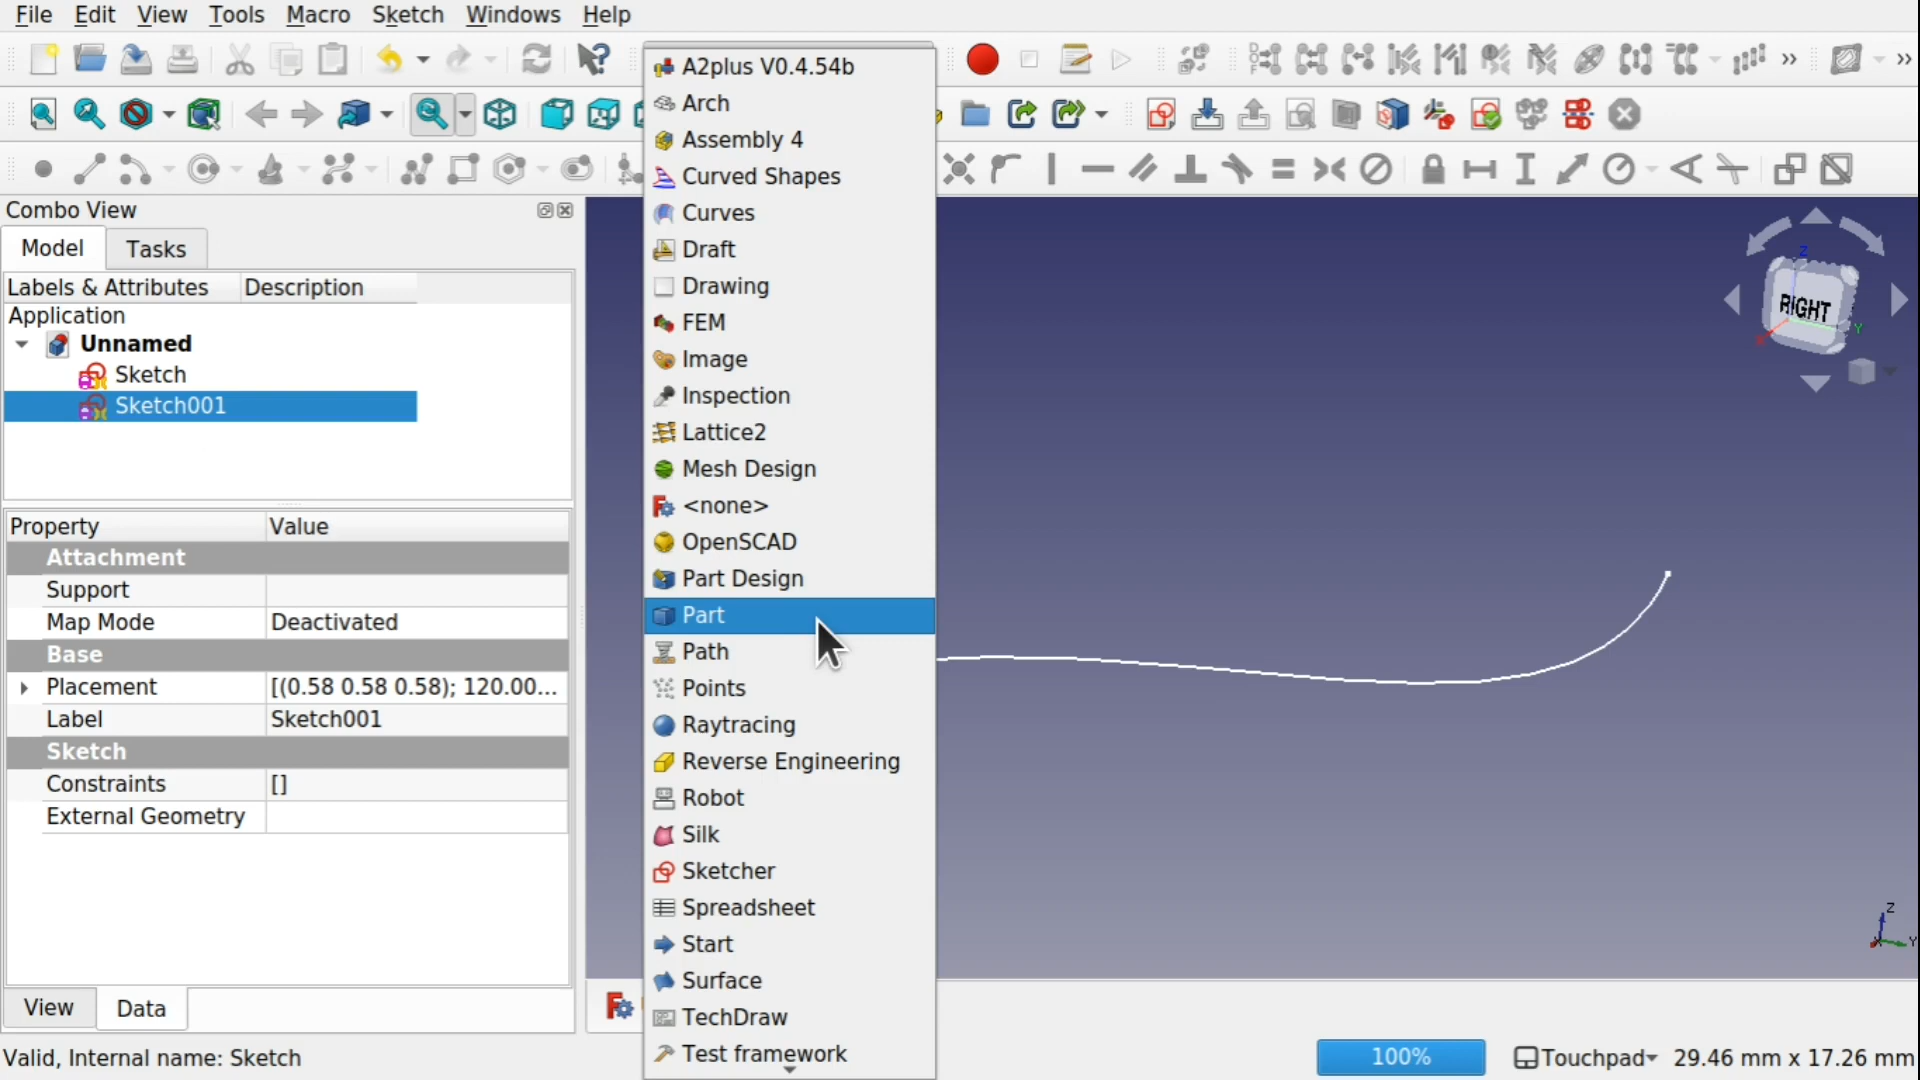 File Edit View Tools Macro Sketch Windows Help
A2plus V0.4.54b
Arch
Assembly 4
Curved Shapes
Curves
Draft
Drawing
FEM
Image
Inspection
Lattice2
Mesh Design
<none>
OpenSCAD
Part Design
Part
Path
Points
Raytracing
Reverse Engineering
Robot
Silk
Sketcher
Spreadsheet
Start
Surface
TechDraw
Test framework
Combo View
Model Tasks
Labels & Attributes Description
Application
Unnamed
Sketch
Sketch001
Property Value
Attachment
Support
Map Mode Deactivated
Base
Placement [(0.58 0.58 0.58); 120.00...
Label Sketch001
Sketch
Constraints []
External Geometry
View Data
Valid, Internal name: Sketch
Z
RIGHT
Y
X
Z
X Y
100% Touchpad 29.46 mm x 17.26 mm